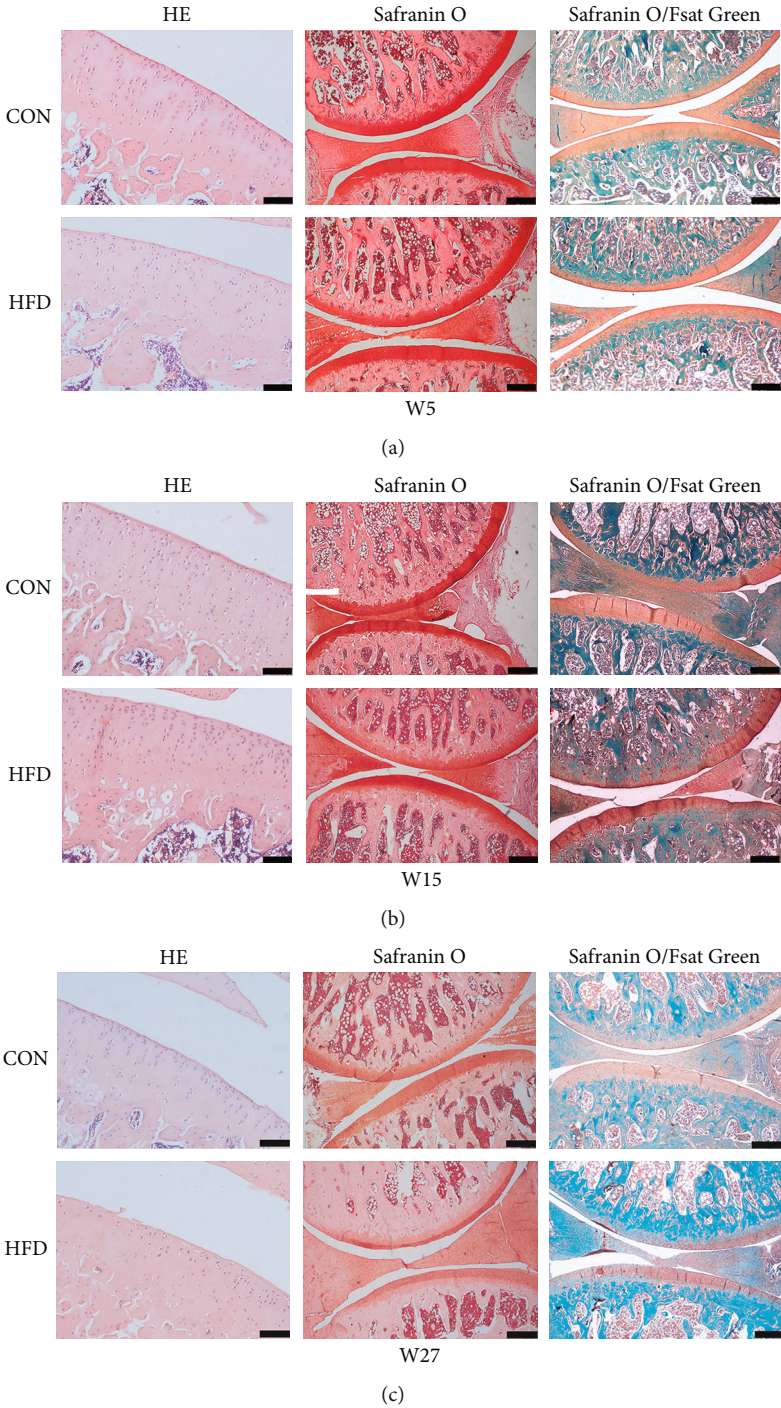 HE Safranin O Safranin O/Fsat Green
CON
HFD
W5
(a)
HE Safranin O Safranin O/Fsat Green
CON
HFD
W15
(b)
HE Safranin O Safranin O/Fsat Green
CON
HFD
W27
(c)